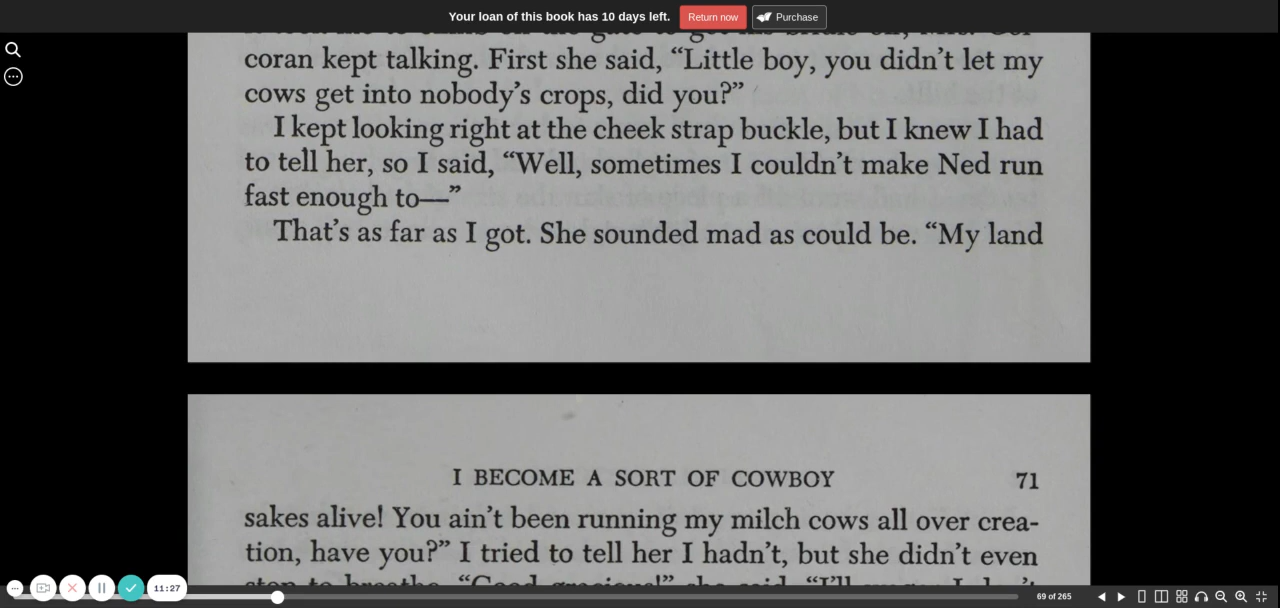 Your loan of this book has 10 days left. Return now Purchase
coran kept talking. First she said, “Little boy, you didn’t let my
cows get into nobody’s crops, did you?”
I kept looking right at the cheek strap buckle, but I knew I had
to tell her, so I said, “Well, sometimes I couldn’t make Ned run
fast enough to—”
That’s as far as I got. She sounded mad as could be. “My land
I BECOME A SORT OF COWBOY 71
sakes alive! You ain’t been running my milch cows all over crea-
tion, have you?” I tried to tell her I hadn’t, but she didn’t even
11:27
69 of 265